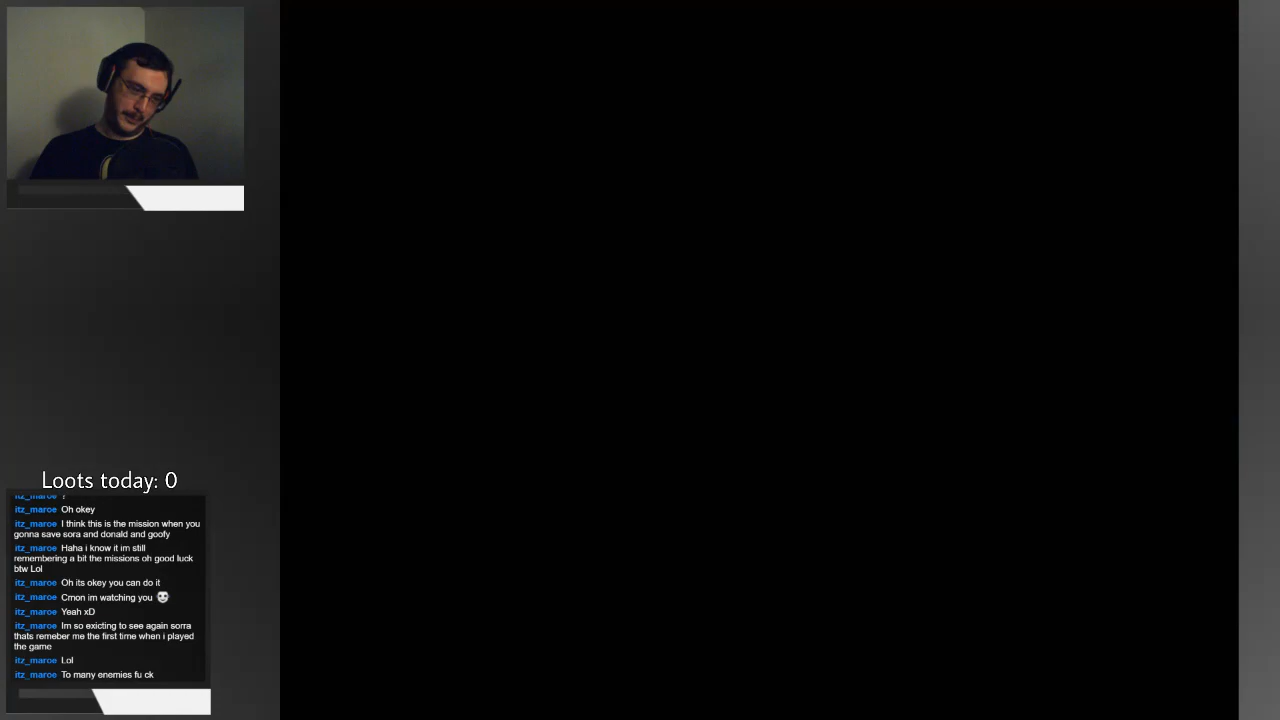 Loots today: 0
itz_maroe ?
itz_maroe Oh okey
itz_maroe I think this is the mission when you
gonna save sora and donald and goofy
itz_maroe Haha i know it im still
remembering a bit the missions oh good luck
btw Lol
itz_maroe Oh its okey you can do it
itz_maroe Cmon im watching you
itz_maroe Yeah xD
itz_maroe Im so exicting to see again sorra
thats remeber me the first time when i played
the game
itz_maroe Lol
itz_maroe To many enemies fu ck